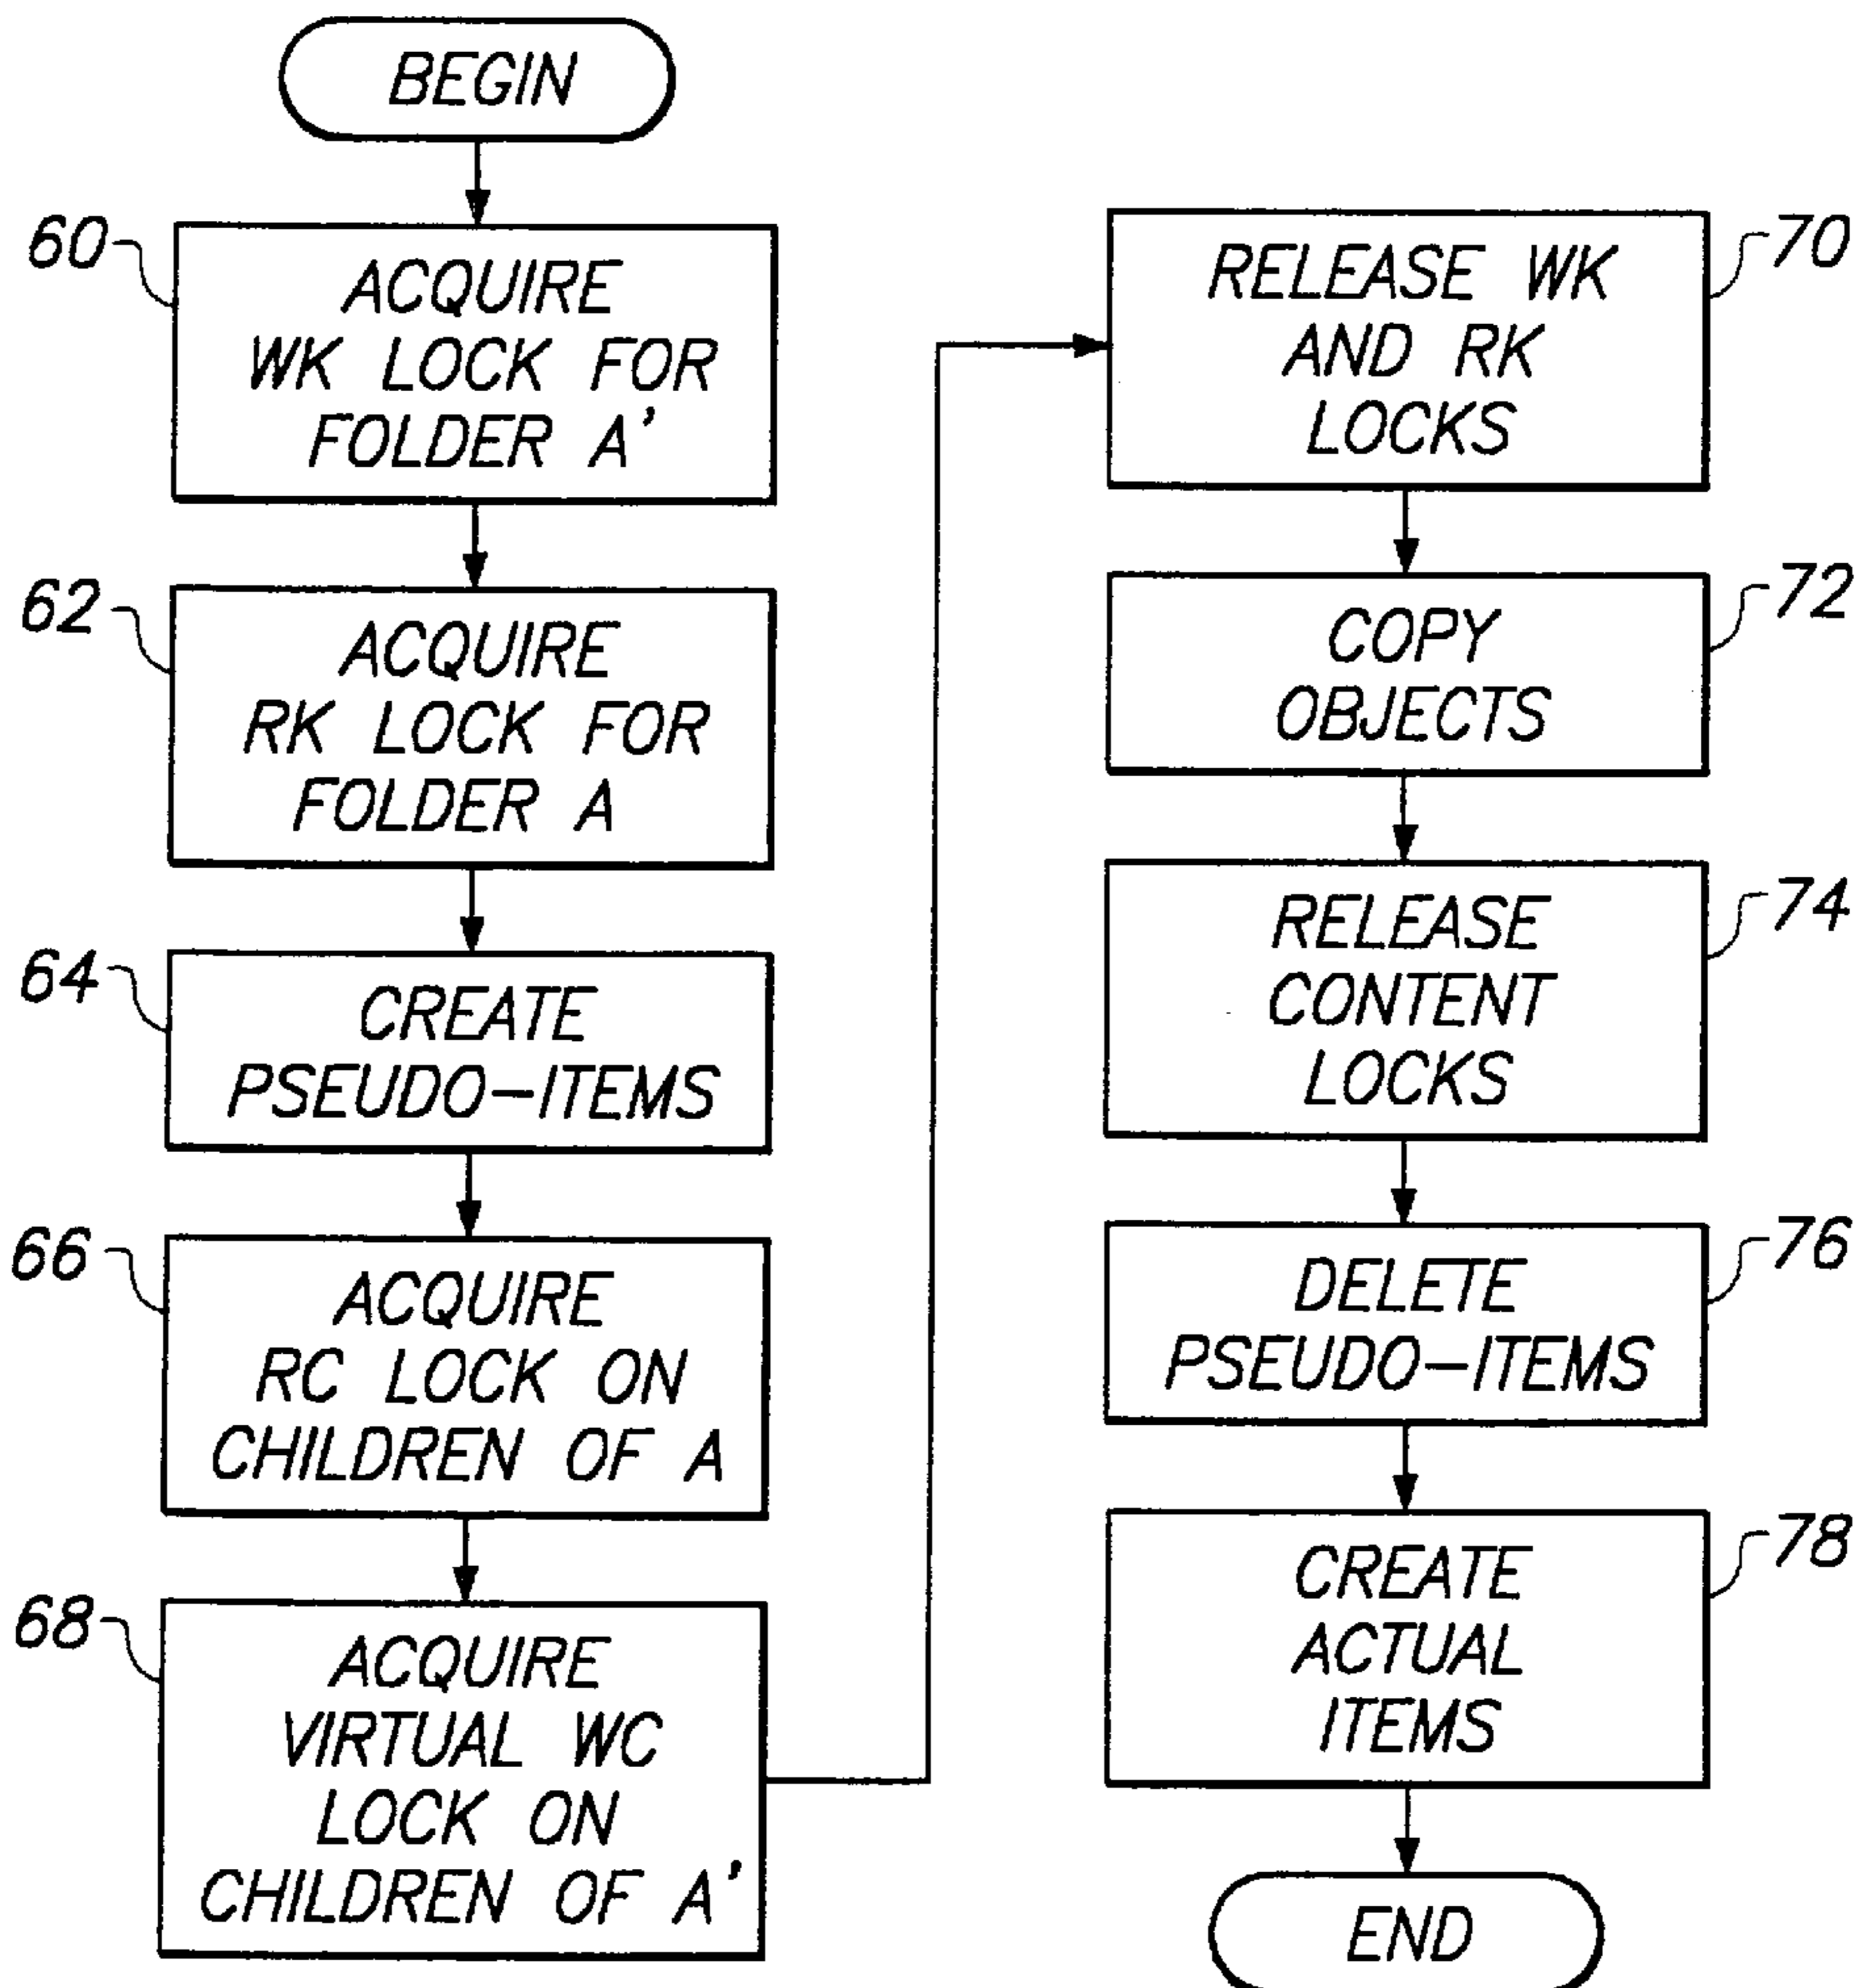 BEGIN
60
ACQUIRE
WK LOCK FOR
FOLDER A'
62
ACQUIRE
RK LOCK FOR
FOLDER A
64
CREATE
PSEUDO-ITEMS
66
ACQUIRE
RC LOCK ON
CHILDREN OF A
68
ACQUIRE
VIRTUAL WC
LOCK ON
CHILDREN OF A'
70
RELEASE WK
AND RK
LOCKS
72
COPY
OBJECTS
74
RELEASE
CONTENT
LOCKS
76
DELETE
PSEUDO-ITEMS
78
CREATE
ACTUAL
ITEMS
END